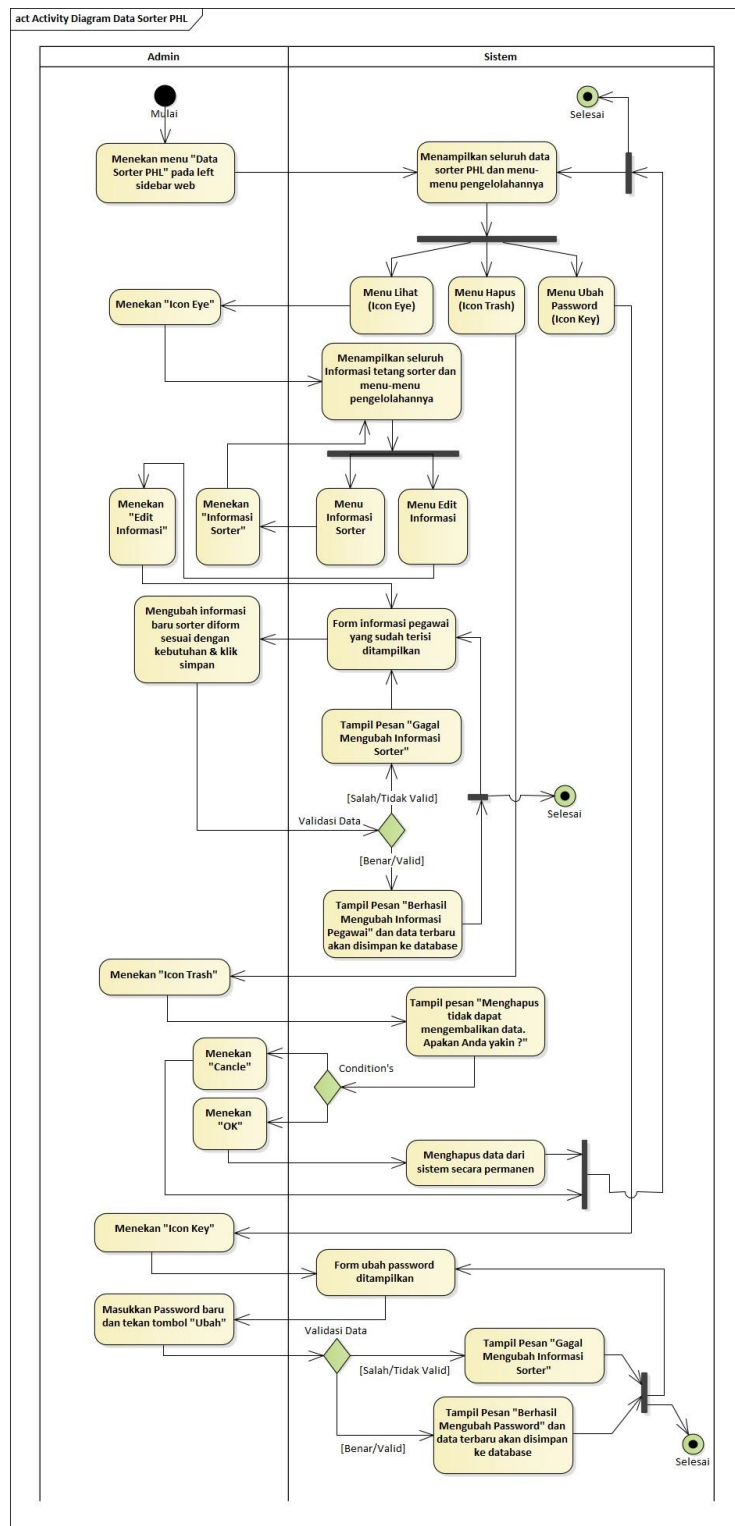 act Activity Diagram Data Sorter PHL
Admin
Sistem
Mulai
Selesai
Menekan menu "Data
Sorter PHL" pada left
sidebar web
Menampilkan seluruh data
sorter PHL dan menu-
menu pengelolahannya
Menekan "Icon Eye"
Menu Lihat
(Icon Eye)
Menu Hapus
(Icon Trash)
Menu Ubah
Password
(Icon Key)
Menampilkan seluruh
Informasi tetang sorter dan
menu-menu
pengelolahannya
Menekan
"Edit
Informasi"
Menekan
"Informasi
Sorter"
Menu
Informasi
Sorter
Menu Edit
Informasi
Mengubah informasi
baru sorter diform
sesuai dengan
kebutuhan & klik
simpan
Form informasi pegawai
yang sudah terisi
ditampilkan
Tampil Pesan "Gagal
Mengubah Informasi
Sorter"
[Salah/Tidak Valid]
Selesai
Validasi Data
[Benar/Valid]
Tampil Pesan "Berhasil
Mengubah Informasi
Pegawai" dan data terbaru
akan disimpan ke database
Menekan "Icon Trash"
Tampil pesan "Menghapus
tidak dapat
mengembalikan data.
Apakan Anda yakin ?"
Menekan
"Cancle"
Condition's
Menekan
"OK"
Menghapus data dari
sistem secara permanen
Menekan "Icon Key"
Form ubah password
ditampilkan
Masukkan Password baru
dan tekan tombol "Ubah"
Validasi Data
[Salah/Tidak Valid]
Tampil Pesan "Gagal
Mengubah Informasi
Sorter"
[Benar/Valid]
Tampil Pesan "Berhasil
Mengubah Password" dan
data terbaru akan disimpan
ke database
Selesai